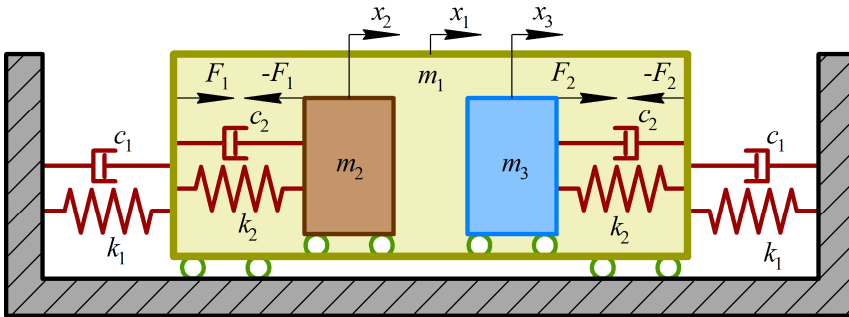 x₂ x₁ x₃
F₁ -F₁ m₁ F₂ -F₂
c₁ c₂ c₂ c₁
m₂ m₃
k₁ k₂ k₂ k₁